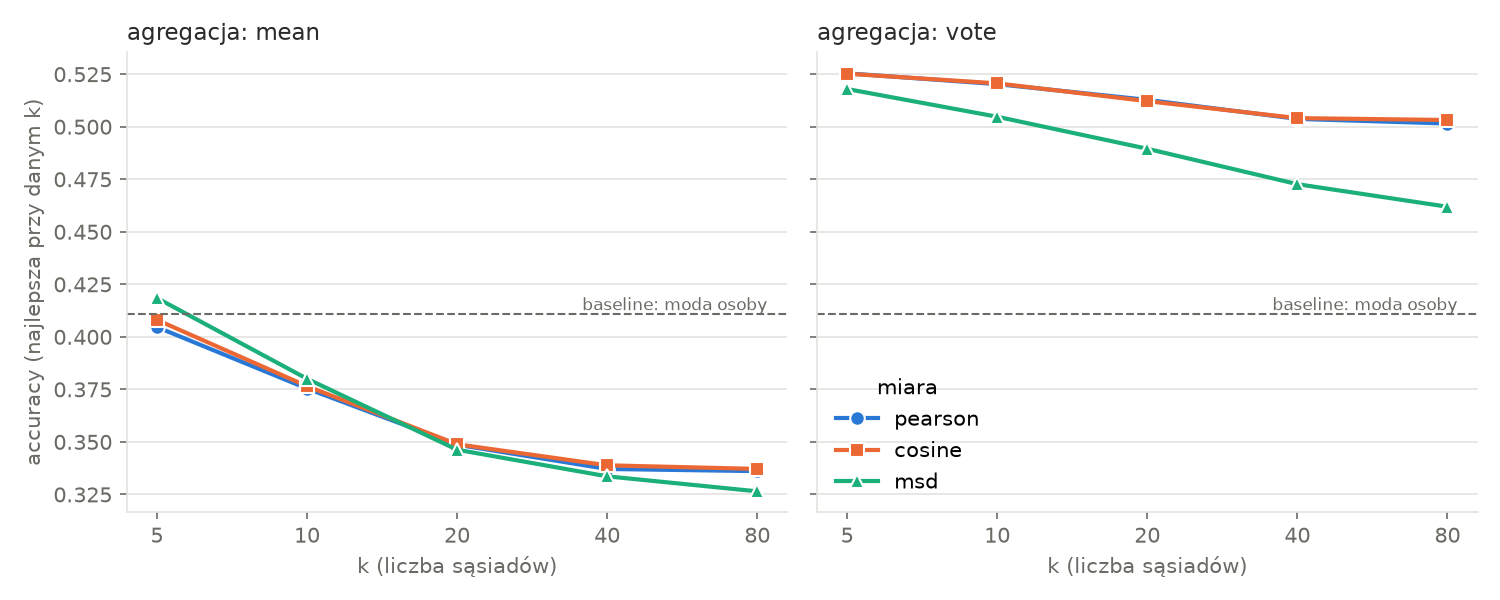 agregacja: mean
agregacja: vote
accuracy (najlepsza przy danym k)
0.525
0.500
0.475
0.450
0.425
0.400
0.375
0.350
0.325
baseline: moda osoby
baseline: moda osoby
miara
pearson
cosine
msd
5 10 20 40 80
5 10 20 40 80
k (liczba sąsiadów)
k (liczba sąsiadów)